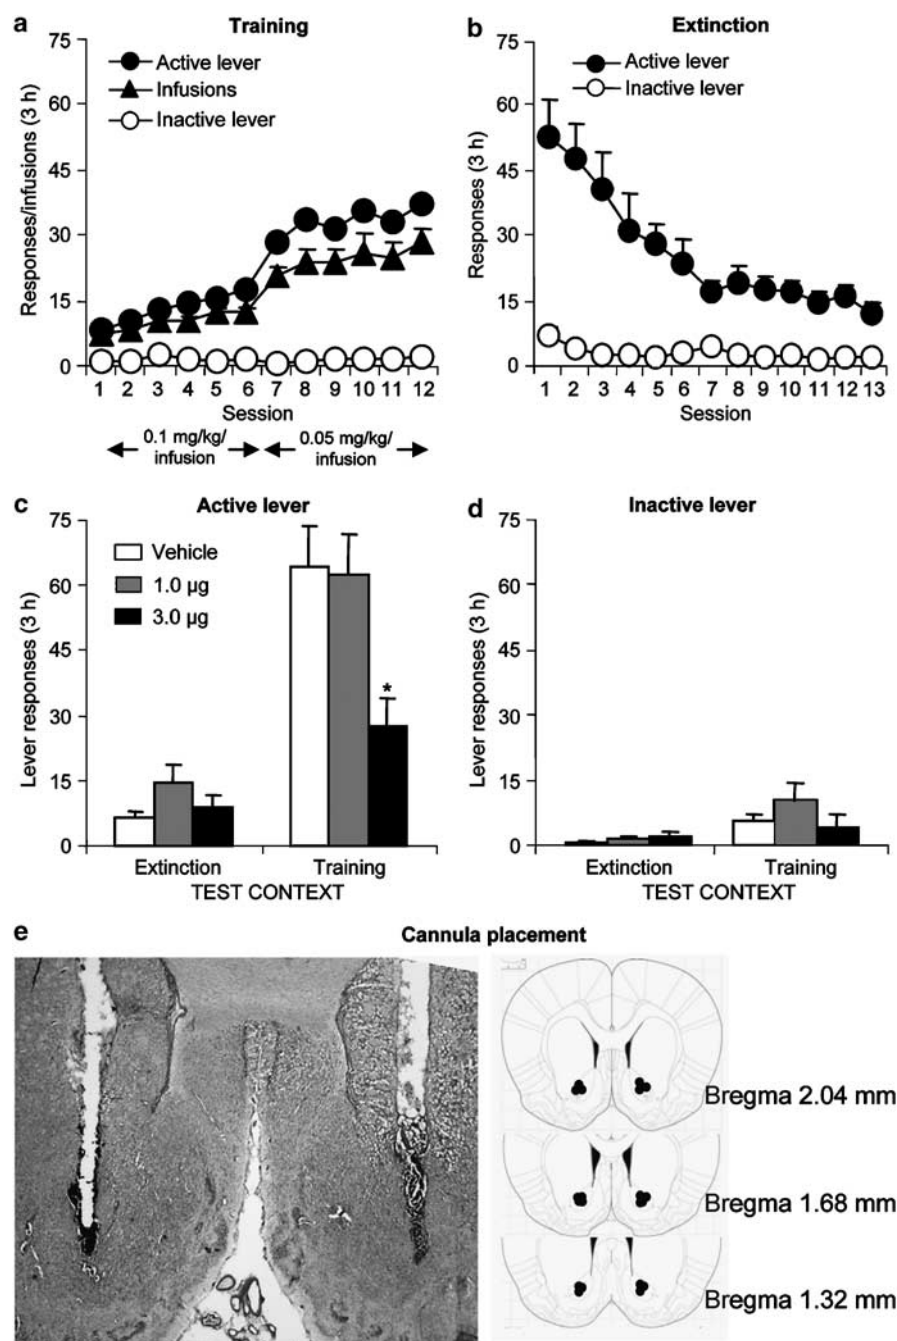 a
Training
Responses/infusions (3 h)
75
60
45
30
15
0
Active lever
Infusions
Inactive lever
1 2 3 4 5 6 7 8 9 10 11 12
Session
0.1 mg/kg/
infusion
0.05 mg/kg/
infusion
b
Extinction
Responses (3 h)
75
60
45
30
15
0
Active lever
Inactive lever
1 2 3 4 5 6 7 8 9 10 11 12 13
Session
c
Active lever
Lever responses (3 h)
75
60
45
30
15
0
Vehicle
1.0 µg
3.0 µg
*
Extinction Training
TEST CONTEXT
d
Inactive lever
Lever responses (3 h)
75
60
45
30
15
0
Extinction Training
TEST CONTEXT
e
Cannula placement
Bregma 2.04 mm
Bregma 1.68 mm
Bregma 1.32 mm